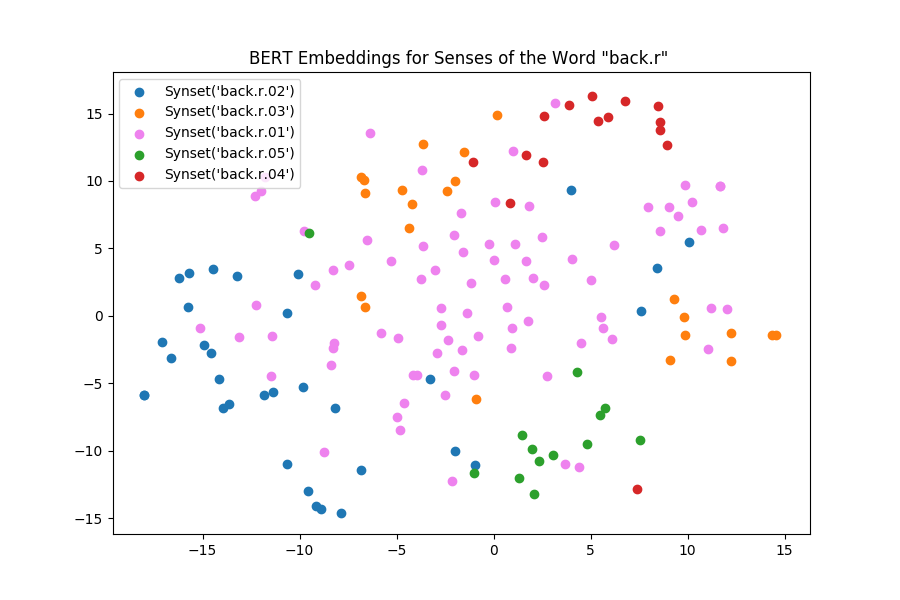 BERT Embeddings for Senses of the Word "back.r"
Synset('back.r.02')
Synset('back.r.03')
Synset('back.r.01')
Synset('back.r.05')
Synset('back.r.04')
15
10
5
0
−5
−10
−15
−15 −10 −5 0 5 10 15